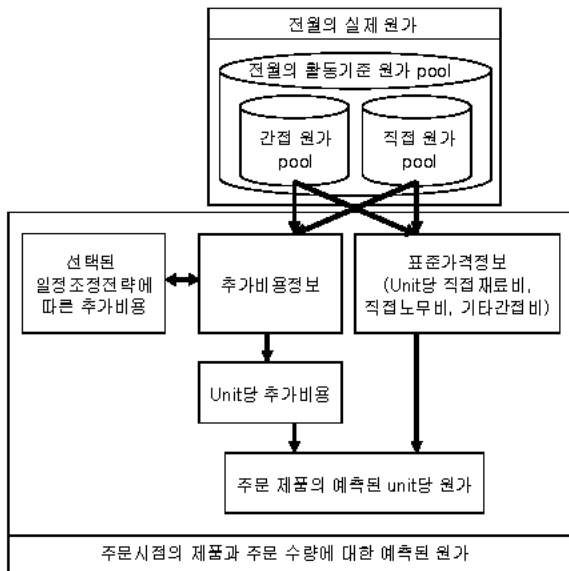 전월의 실제 원가
전월의 활동기준 원가 pool
간접 원가
pool
직접 원가
pool
선택된
일정조정전략에
따른 추가비용
추가비용정보
표준가격정보
(Unit당 직접재료비,
직접노무비, 기타간접비)
Unit당 추가비용
주문 제품의 예측된 unit당 원가
주문시점의 제품과 주문 수량에 대한 예측된 원가